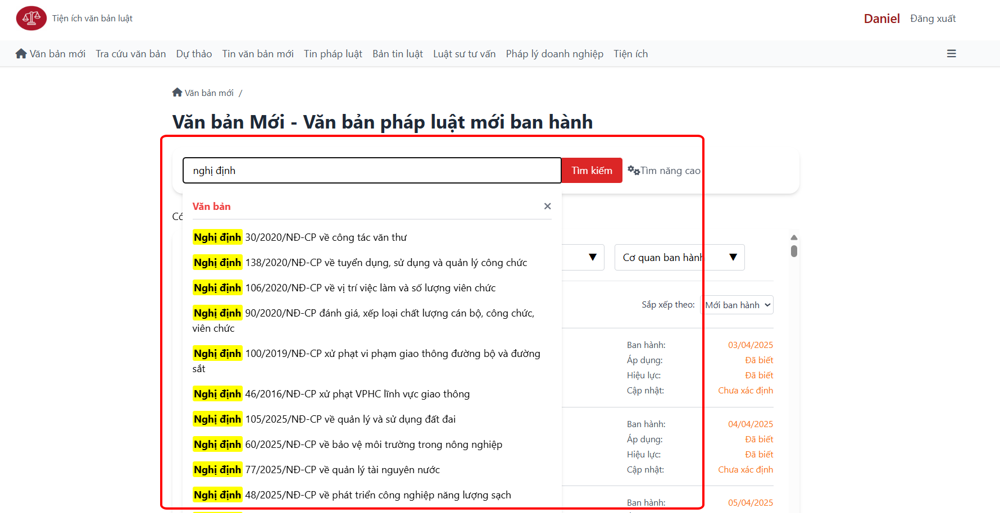 Tiện ích văn bản luật
Daniel Đăng xuất
Văn bản mới Tra cứu văn bản Dự thảo Tin văn bản mới Tin pháp luật Bản tin luật Luật sư tư vấn Pháp lý doanh nghiệp Tiện ích
Văn bản mới /
Văn bản Mới - Văn bản pháp luật mới ban hành
nghị định
Tìm kiếm
Tìm năng cao
Văn bản
Có
Nghị định 30/2020/NĐ-CP về công tác văn thư
Nghị định 138/2020/NĐ-CP về tuyển dụng, sử dụng và quản lý công chức
Nghị định 106/2020/NĐ-CP về vị trí việc làm và số lượng viên chức
Nghị định 90/2020/NĐ-CP đánh giá, xếp loại chất lượng cán bộ, công chức,
viên chức
Nghị định 100/2019/NĐ-CP xử phạt vi phạm giao thông đường bộ và đường
sắt
Nghị định 46/2016/NĐ-CP xử phạt VPHC lĩnh vực giao thông
Nghị định 105/2025/NĐ-CP về quản lý và sử dụng đất đai
Nghị định 60/2025/NĐ-CP về bảo vệ môi trường trong nông nghiệp
Nghị định 77/2025/NĐ-CP về quản lý tài nguyên nước
Nghị định 48/2025/NĐ-CP về phát triển công nghiệp năng lượng sạch
Cơ quan ban hành
Sắp xếp theo: Mới ban hành
Ban hành: 03/04/2025
Áp dụng: Đã biết
Hiệu lực: Đã biết
Cập nhật: Chưa xác định
Ban hành: 04/04/2025
Áp dụng: Đã biết
Hiệu lực: Đã biết
Cập nhật: Chưa xác định
Ban hành: 05/04/2025